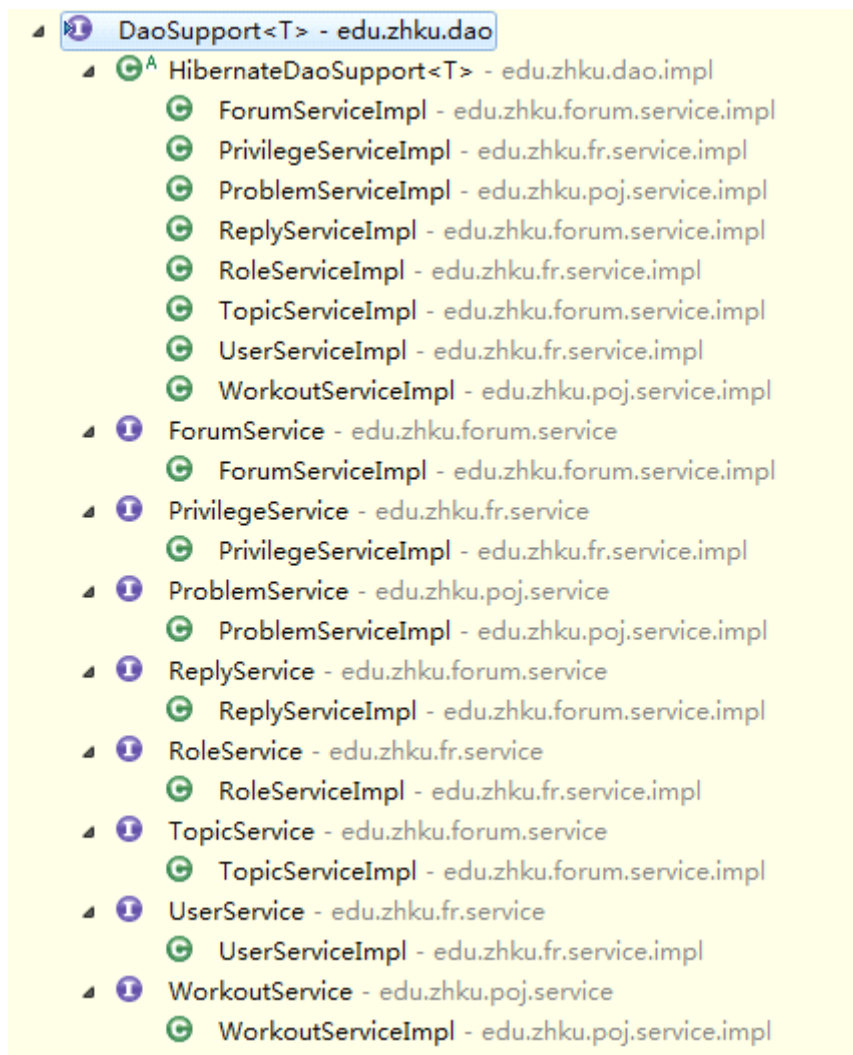 DaoSupport<T> - edu.zhku.dao
HibernateDaoSupport<T> - edu.zhku.dao.impl
ForumServiceImpl - edu.zhku.forum.service.impl
PrivilegeServiceImpl - edu.zhku.fr.service.impl
ProblemServiceImpl - edu.zhku.poj.service.impl
ReplyServiceImpl - edu.zhku.forum.service.impl
RoleServiceImpl - edu.zhku.fr.service.impl
TopicServiceImpl - edu.zhku.forum.service.impl
UserServiceImpl - edu.zhku.fr.service.impl
WorkoutServiceImpl - edu.zhku.poj.service.impl
ForumService - edu.zhku.forum.service
ForumServiceImpl - edu.zhku.forum.service.impl
PrivilegeService - edu.zhku.fr.service
PrivilegeServiceImpl - edu.zhku.fr.service.impl
ProblemService - edu.zhku.poj.service
ProblemServiceImpl - edu.zhku.poj.service.impl
ReplyService - edu.zhku.forum.service
ReplyServiceImpl - edu.zhku.forum.service.impl
RoleService - edu.zhku.fr.service
RoleServiceImpl - edu.zhku.fr.service.impl
TopicService - edu.zhku.forum.service
TopicServiceImpl - edu.zhku.forum.service.impl
UserService - edu.zhku.fr.service
UserServiceImpl - edu.zhku.fr.service.impl
WorkoutService - edu.zhku.poj.service
WorkoutServiceImpl - edu.zhku.poj.service.impl